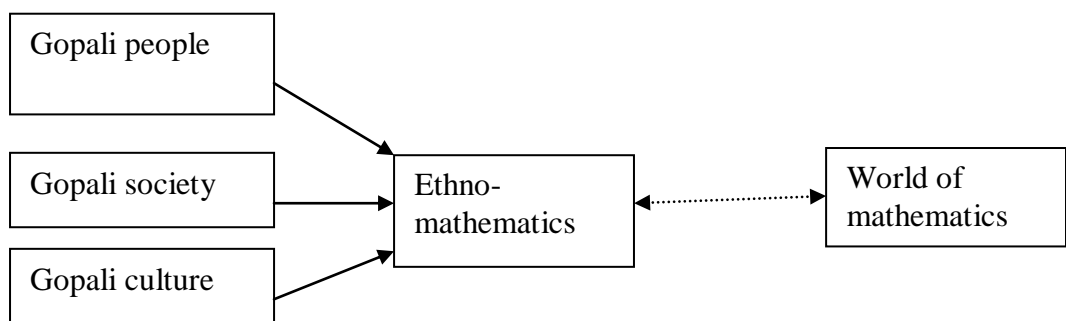 Gopali people
Gopali society
Gopali culture
Ethno-
mathematics
World of
mathematics